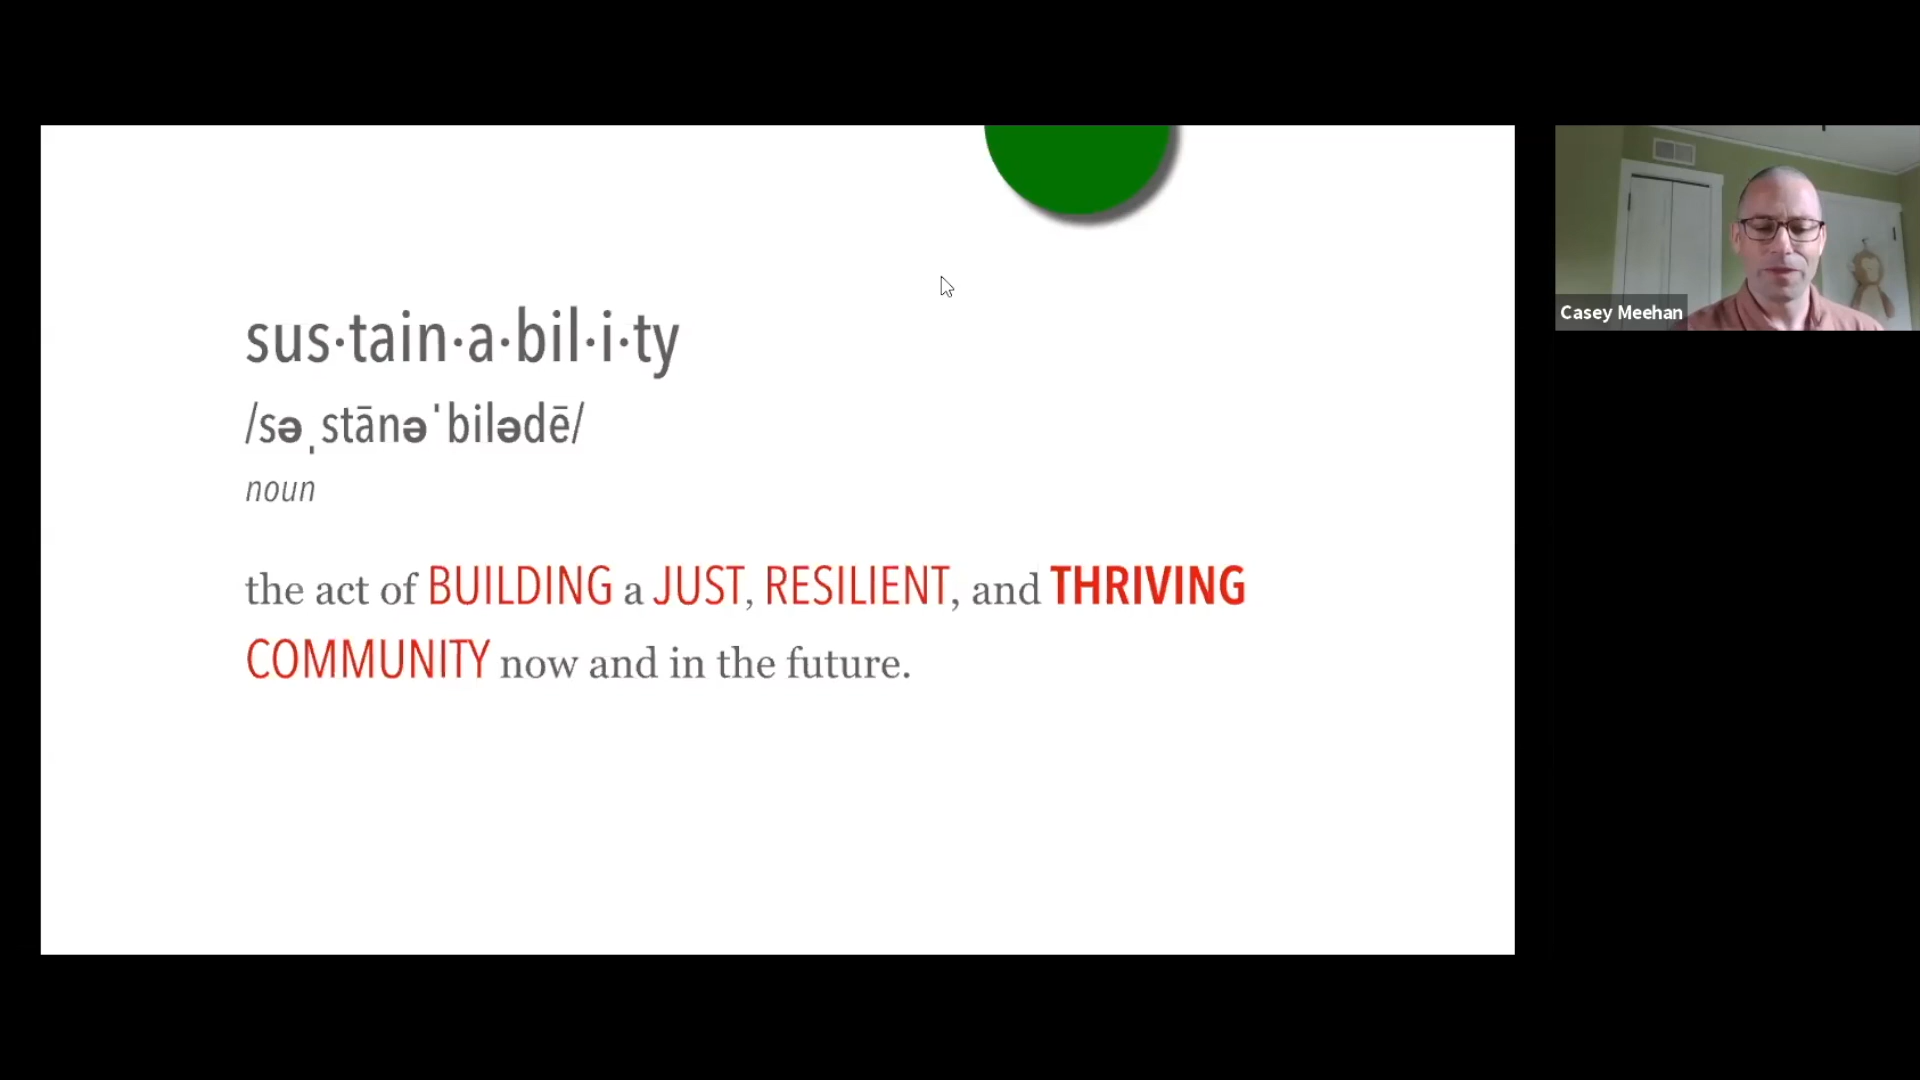 sus·tain·a·bil·i·ty
/səˌstānəˈbilədē/
noun
the act of BUILDING a JUST, RESILIENT, and THRIVING
COMMUNITY now and in the future.
Casey Meehan